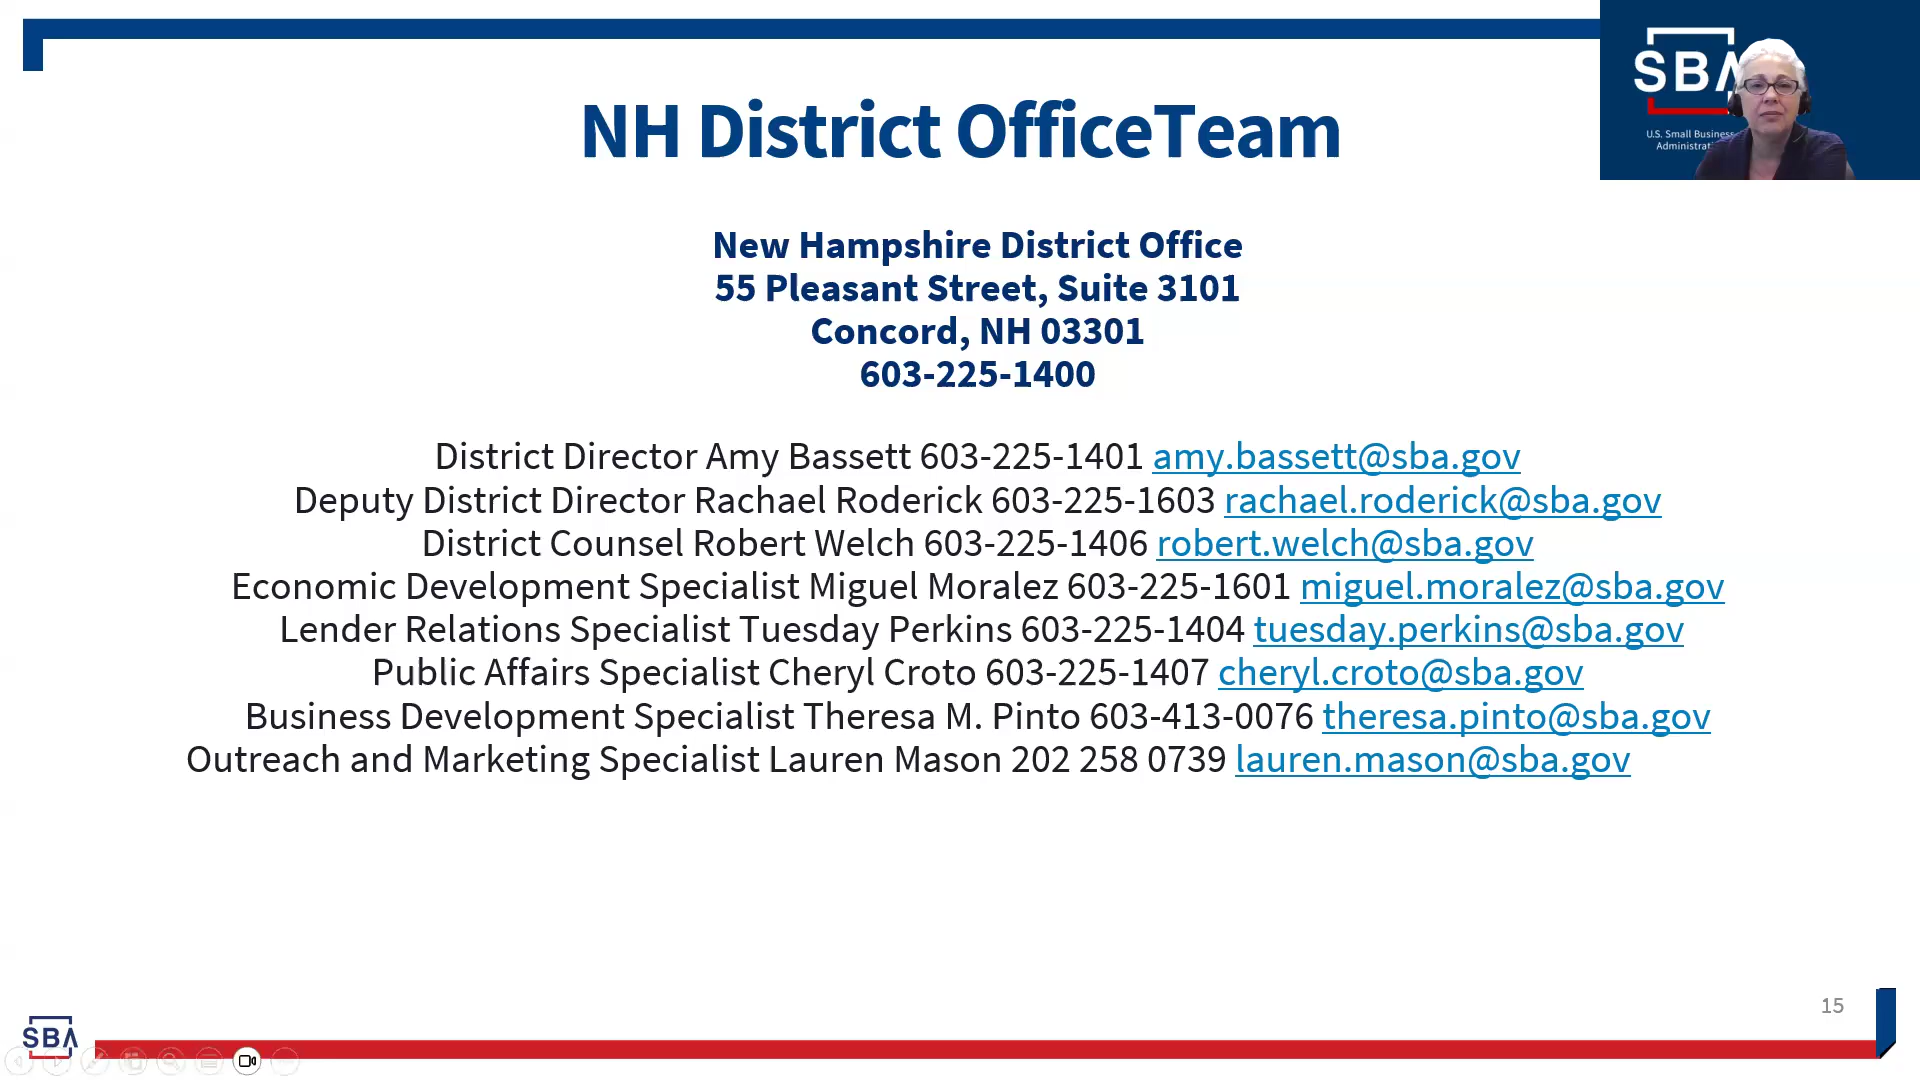 NH District OfficeTeam
New Hampshire District Office
55 Pleasant Street, Suite 3101
Concord, NH 03301
603-225-1400
District Director Amy Bassett 603-225-1401 amy.bassett@sba.gov
Deputy District Director Rachael Roderick 603-225-1603 rachael.roderick@sba.gov
District Counsel Robert Welch 603-225-1406 robert.welch@sba.gov
Economic Development Specialist Miguel Moralez 603-225-1601 miguel.moralez@sba.gov
Lender Relations Specialist Tuesday Perkins 603-225-1404 tuesday.perkins@sba.gov
Public Affairs Specialist Cheryl Croto 603-225-1407 cheryl.croto@sba.gov
Business Development Specialist Theresa M. Pinto 603-413-0076 theresa.pinto@sba.gov
Outreach and Marketing Specialist Lauren Mason 202 258 0739 lauren.mason@sba.gov
SBA
U.S. Small Business
Administrati
15
SBA